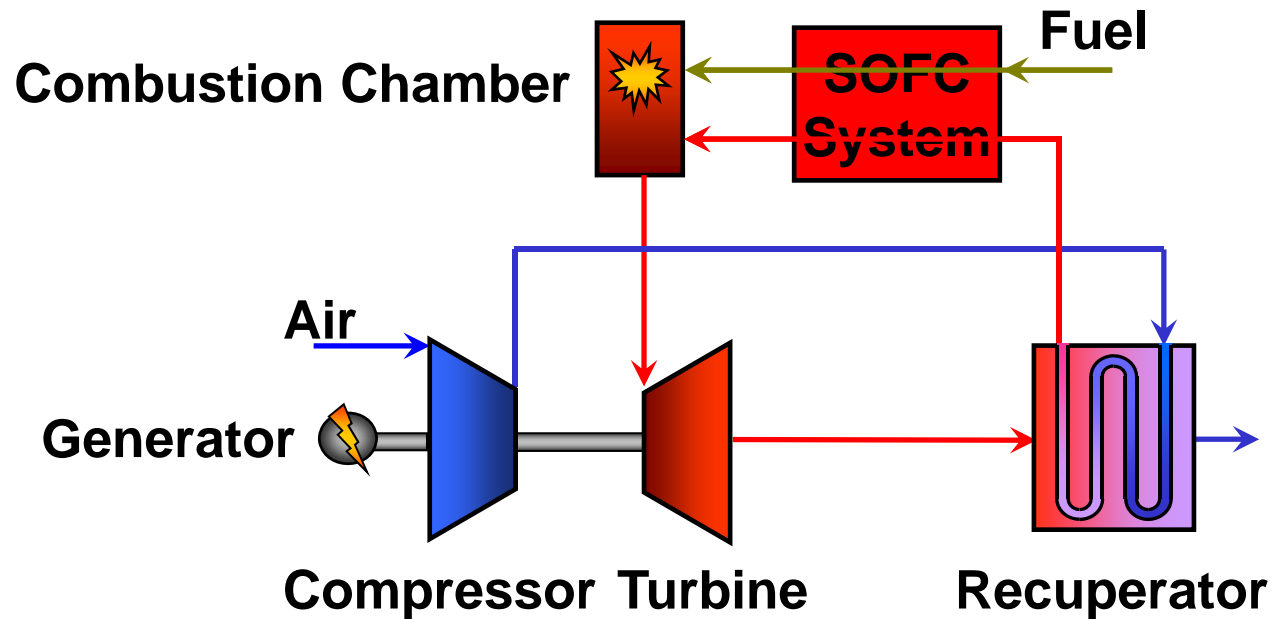 Fuel
Combustion Chamber
SOFC
System
Air
Generator
Compressor
Turbine
Recuperator